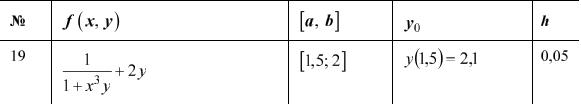 № f(x, y) [a, b] y₀ h
19 1/(1+x³y)+2y [1,5; 2] y(1,5)=2,1 0,05